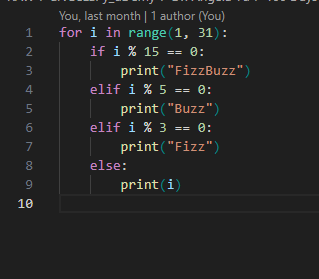 You, last month | 1 author (You)
1 for i in range(1, 31):
2     if i % 15 == 0:
3         print("FizzBuzz")
4     elif i % 5 == 0:
5         print("Buzz")
6     elif i % 3 == 0:
7         print("Fizz")
8     else:
9         print(i)
10